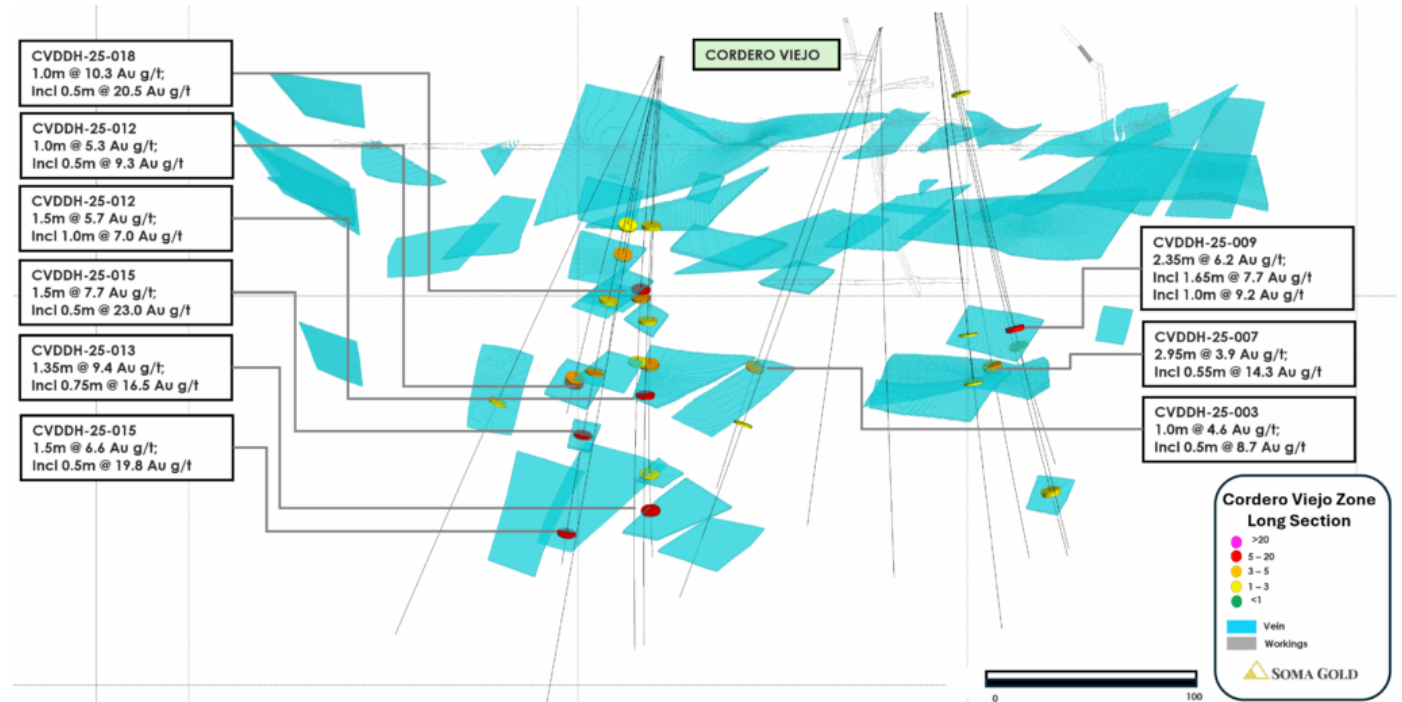 CORDERO VIEJO
CVDDH-25-018
1.0m @ 10.3 Au g/t;
Incl 0.5m @ 20.5 Au g/t
CVDDH-25-012
1.0m @ 5.3 Au g/t;
Incl 0.5m @ 9.3 Au g/t
CVDDH-25-012
1.5m @ 5.7 Au g/t;
Incl 1.0m @ 7.0 Au g/t
CVDDH-25-015
1.5m @ 7.7 Au g/t;
Incl 0.5m @ 23.0 Au g/t
CVDDH-25-013
1.35m @ 9.4 Au g/t;
Incl 0.75m @ 16.5 Au g/t
CVDDH-25-015
1.5m @ 6.6 Au g/t;
Incl 0.5m @ 19.8 Au g/t
CVDDH-25-009
2.35m @ 6.2 Au g/t;
Incl 1.65m @ 7.7 Au g/t
Incl 1.0m @ 9.2 Au g/t
CVDDH-25-007
2.95m @ 3.9 Au g/t;
Incl 0.55m @ 14.3 Au g/t
CVDDH-25-003
1.0m @ 4.6 Au g/t;
Incl 0.5m @ 8.7 Au g/t
Cordero Viejo Zone
Long Section
>20
5 – 20
3 – 5
1 – 3
<1
Vein
Workings
SOMA GOLD
0 100